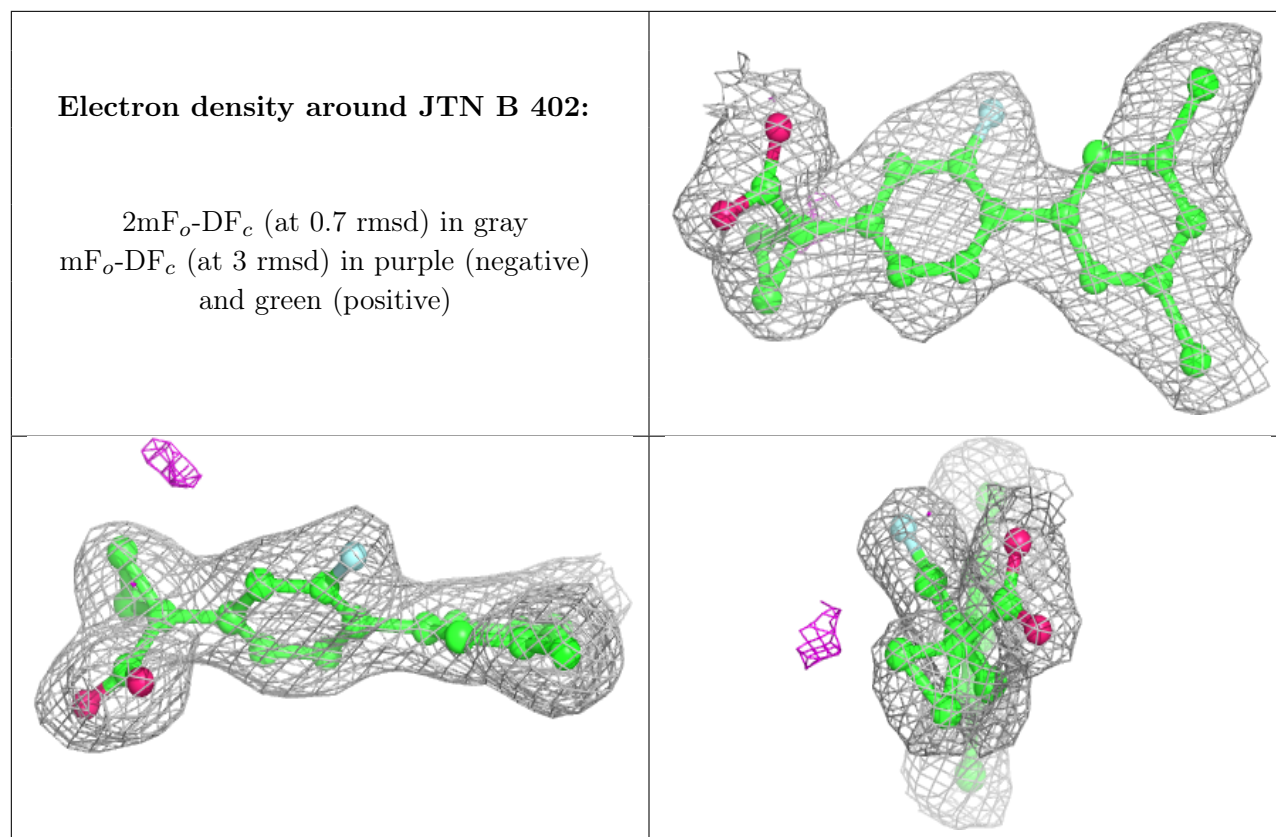 Electron density around JTN B 402:
2mFₒ-DF𝒸 (at 0.7 rmsd) in gray
mFₒ-DF𝒸 (at 3 rmsd) in purple (negative)
and green (positive)